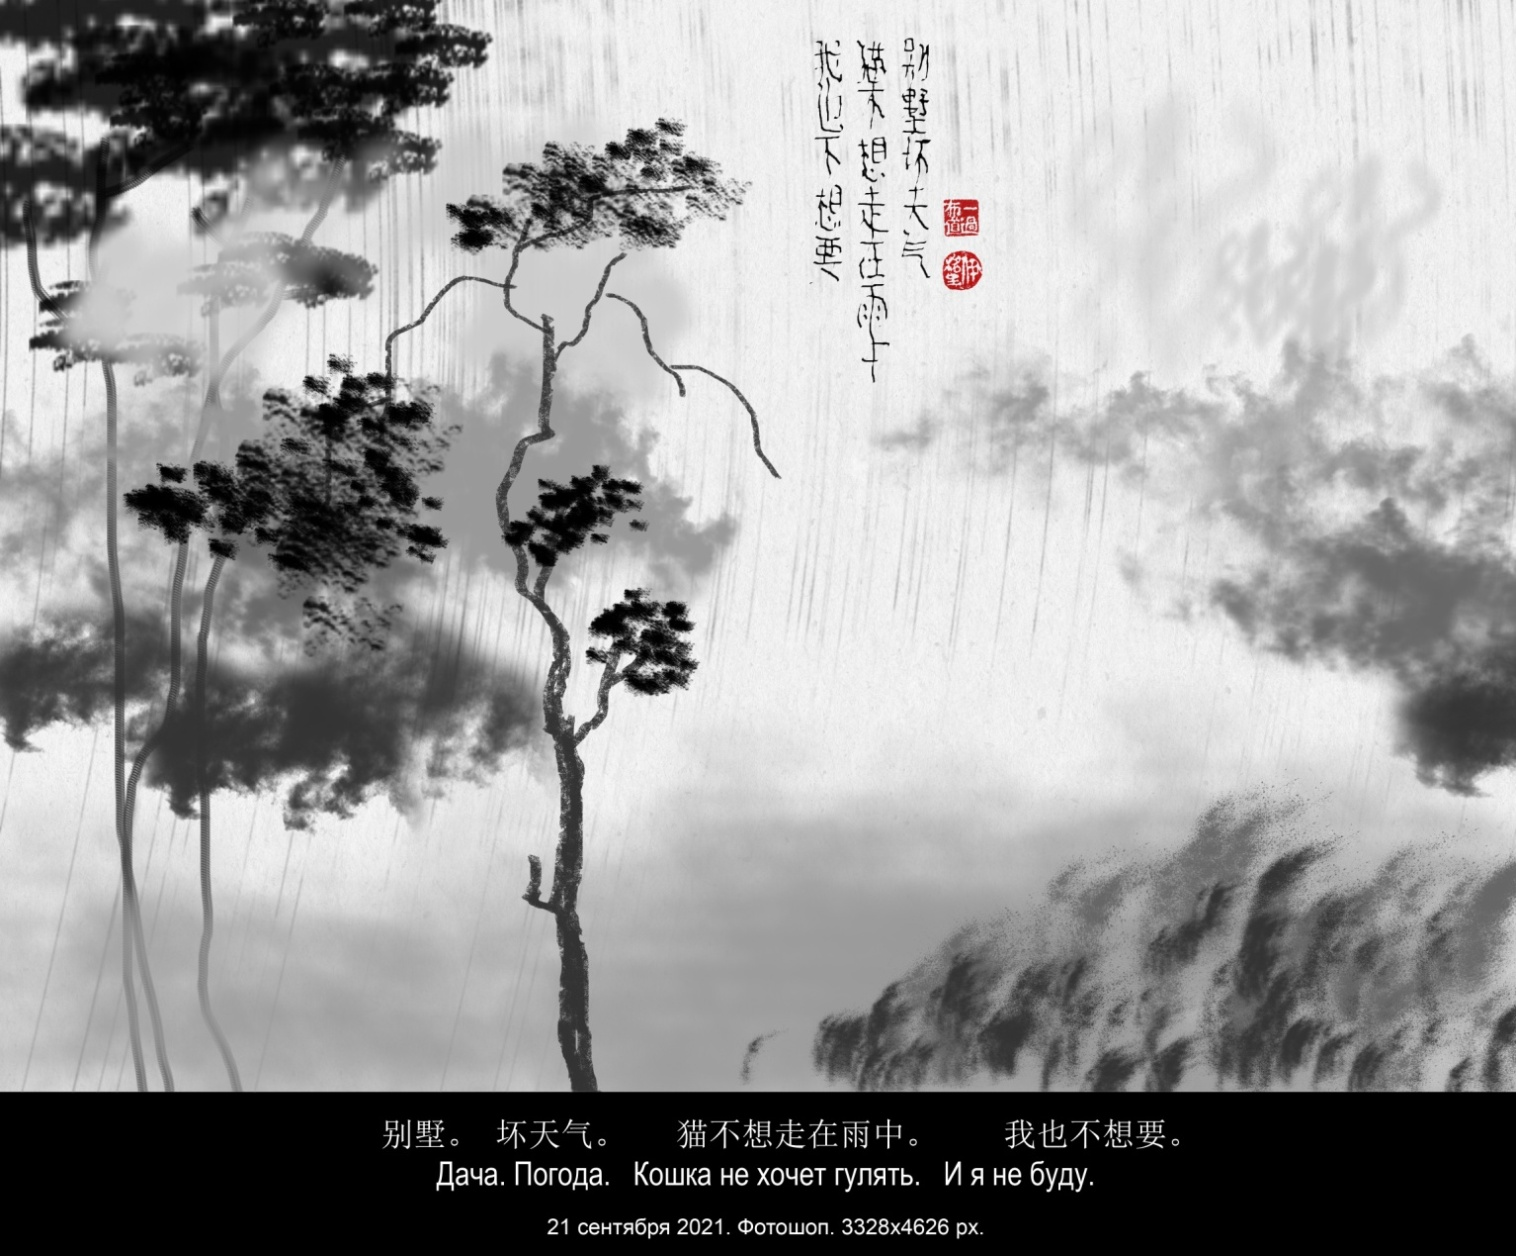 别墅坏天气
猫不想走在雨中
我也不想要
别墅。 坏天气。 猫不想走在雨中。 我也不想要。
Дача. Погода. Кошка не хочет гулять. И я не буду.
21 сентября 2021. Фотошоп. 3328x4626 px.